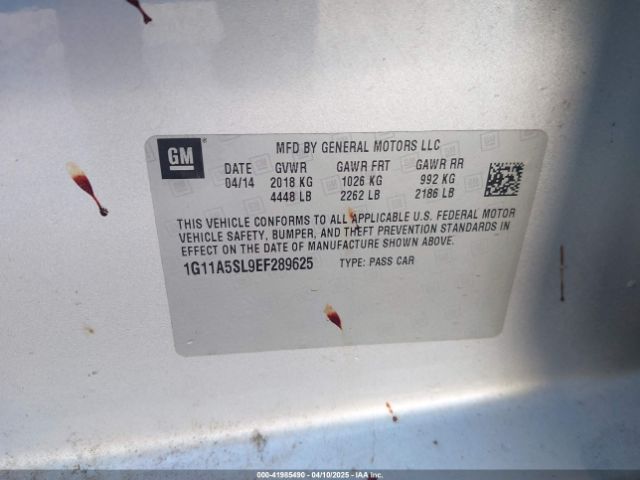 GM
MFD BY GENERAL MOTORS LLC
DATE GVWR GAWR FRT GAWR RR
04/14 2018 KG 1026 KG 992 KG
4448 LB 2262 LB 2186 LB
THIS VEHICLE CONFORMS TO ALL APPLICABLE U.S. FEDERAL MOTOR
VEHICLE SAFETY, BUMPER, AND THEFT PREVENTION STANDARDS IN
EFFECT ON THE DATE OF MANUFACTURE SHOWN ABOVE.
1G11A5SL9EF289625 TYPE: PASS CAR
000-41985490 - 04/10/2025 - IAAI, Inc.